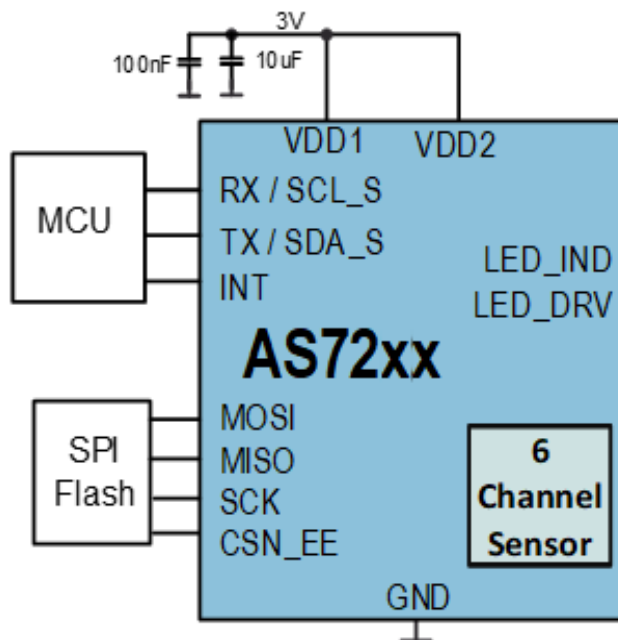 3V
100nF
10uF
VDD1
VDD2
MCU
RX / SCL_S
TX / SDA_S
INT
LED_IND
LED_DRV
AS72xx
SPI
Flash
MOSI
MISO
SCK
CSN_EE
6
Channel
Sensor
GND